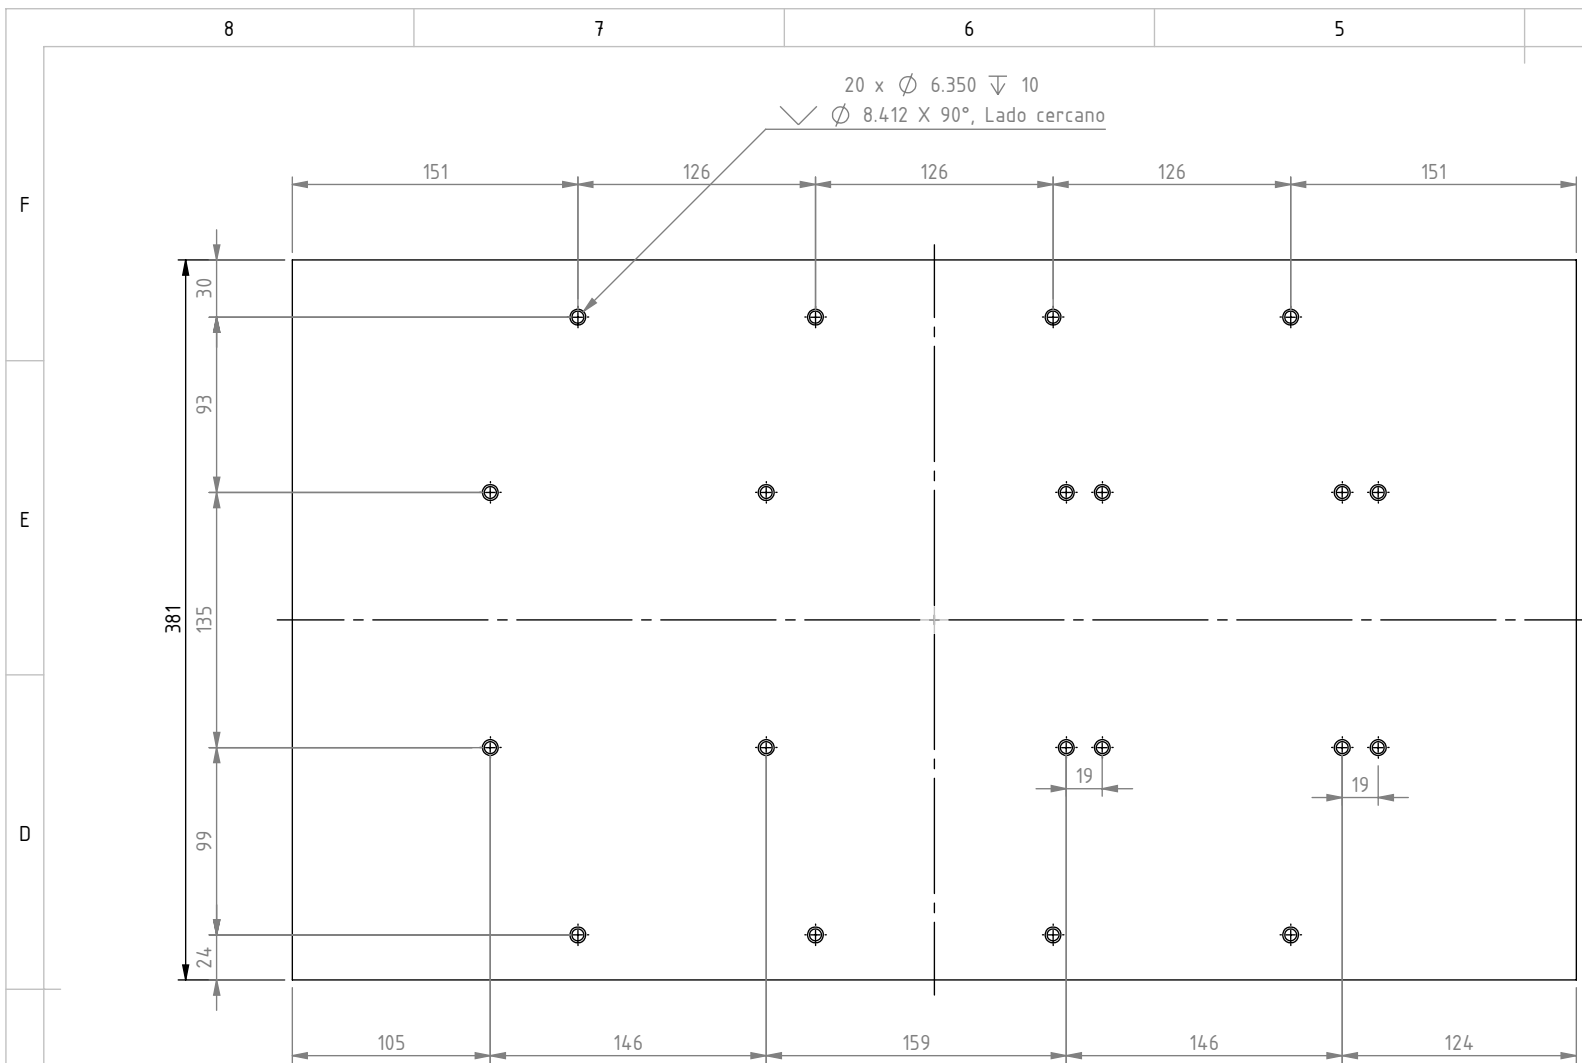 8 7 6 5
20 x Ø 6.350 ↧ 10
⌵ Ø 8.412 X 90°, Lado cercano
151 126 126 126 151
F
30
93
E
381
135
19 19
D
99
24
105 146 159 146 124